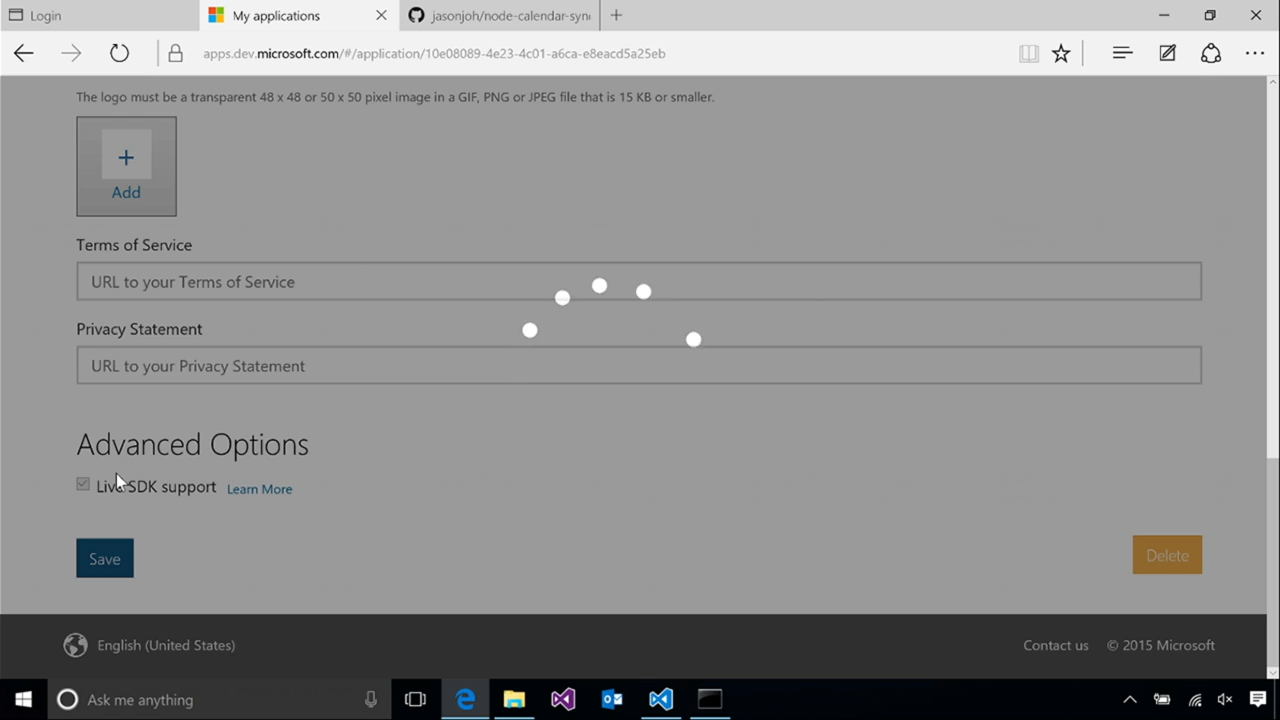 Login
My applications
jasonjoh/node-calendar-sync
apps.dev.microsoft.com/#/application/10e08089-4e23-4c01-a6ca-e8eacd5a25eb
The logo must be a transparent 48 x 48 or 50 x 50 pixel image in a GIF, PNG or JPEG file that is 15 KB or smaller.
Add
Terms of Service
URL to your Terms of Service
Privacy Statement
URL to your Privacy Statement
Advanced Options
Live SDK support Learn More
Save
Delete
English (United States)
Contact us © 2015 Microsoft
Ask me anything